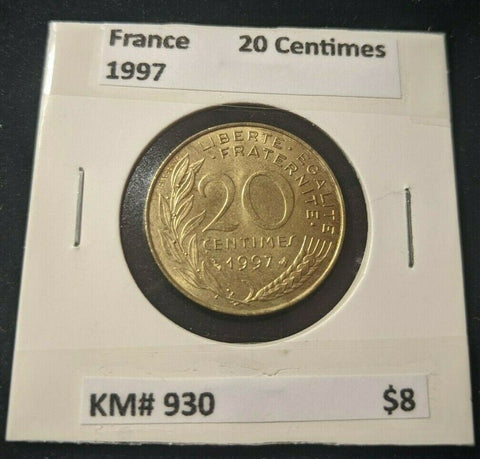 France 20 Centimes
1997
LIBERTE · EGALITE
· FRATERNITE ·
20
CENTIMES
1997
KM# 930 $8